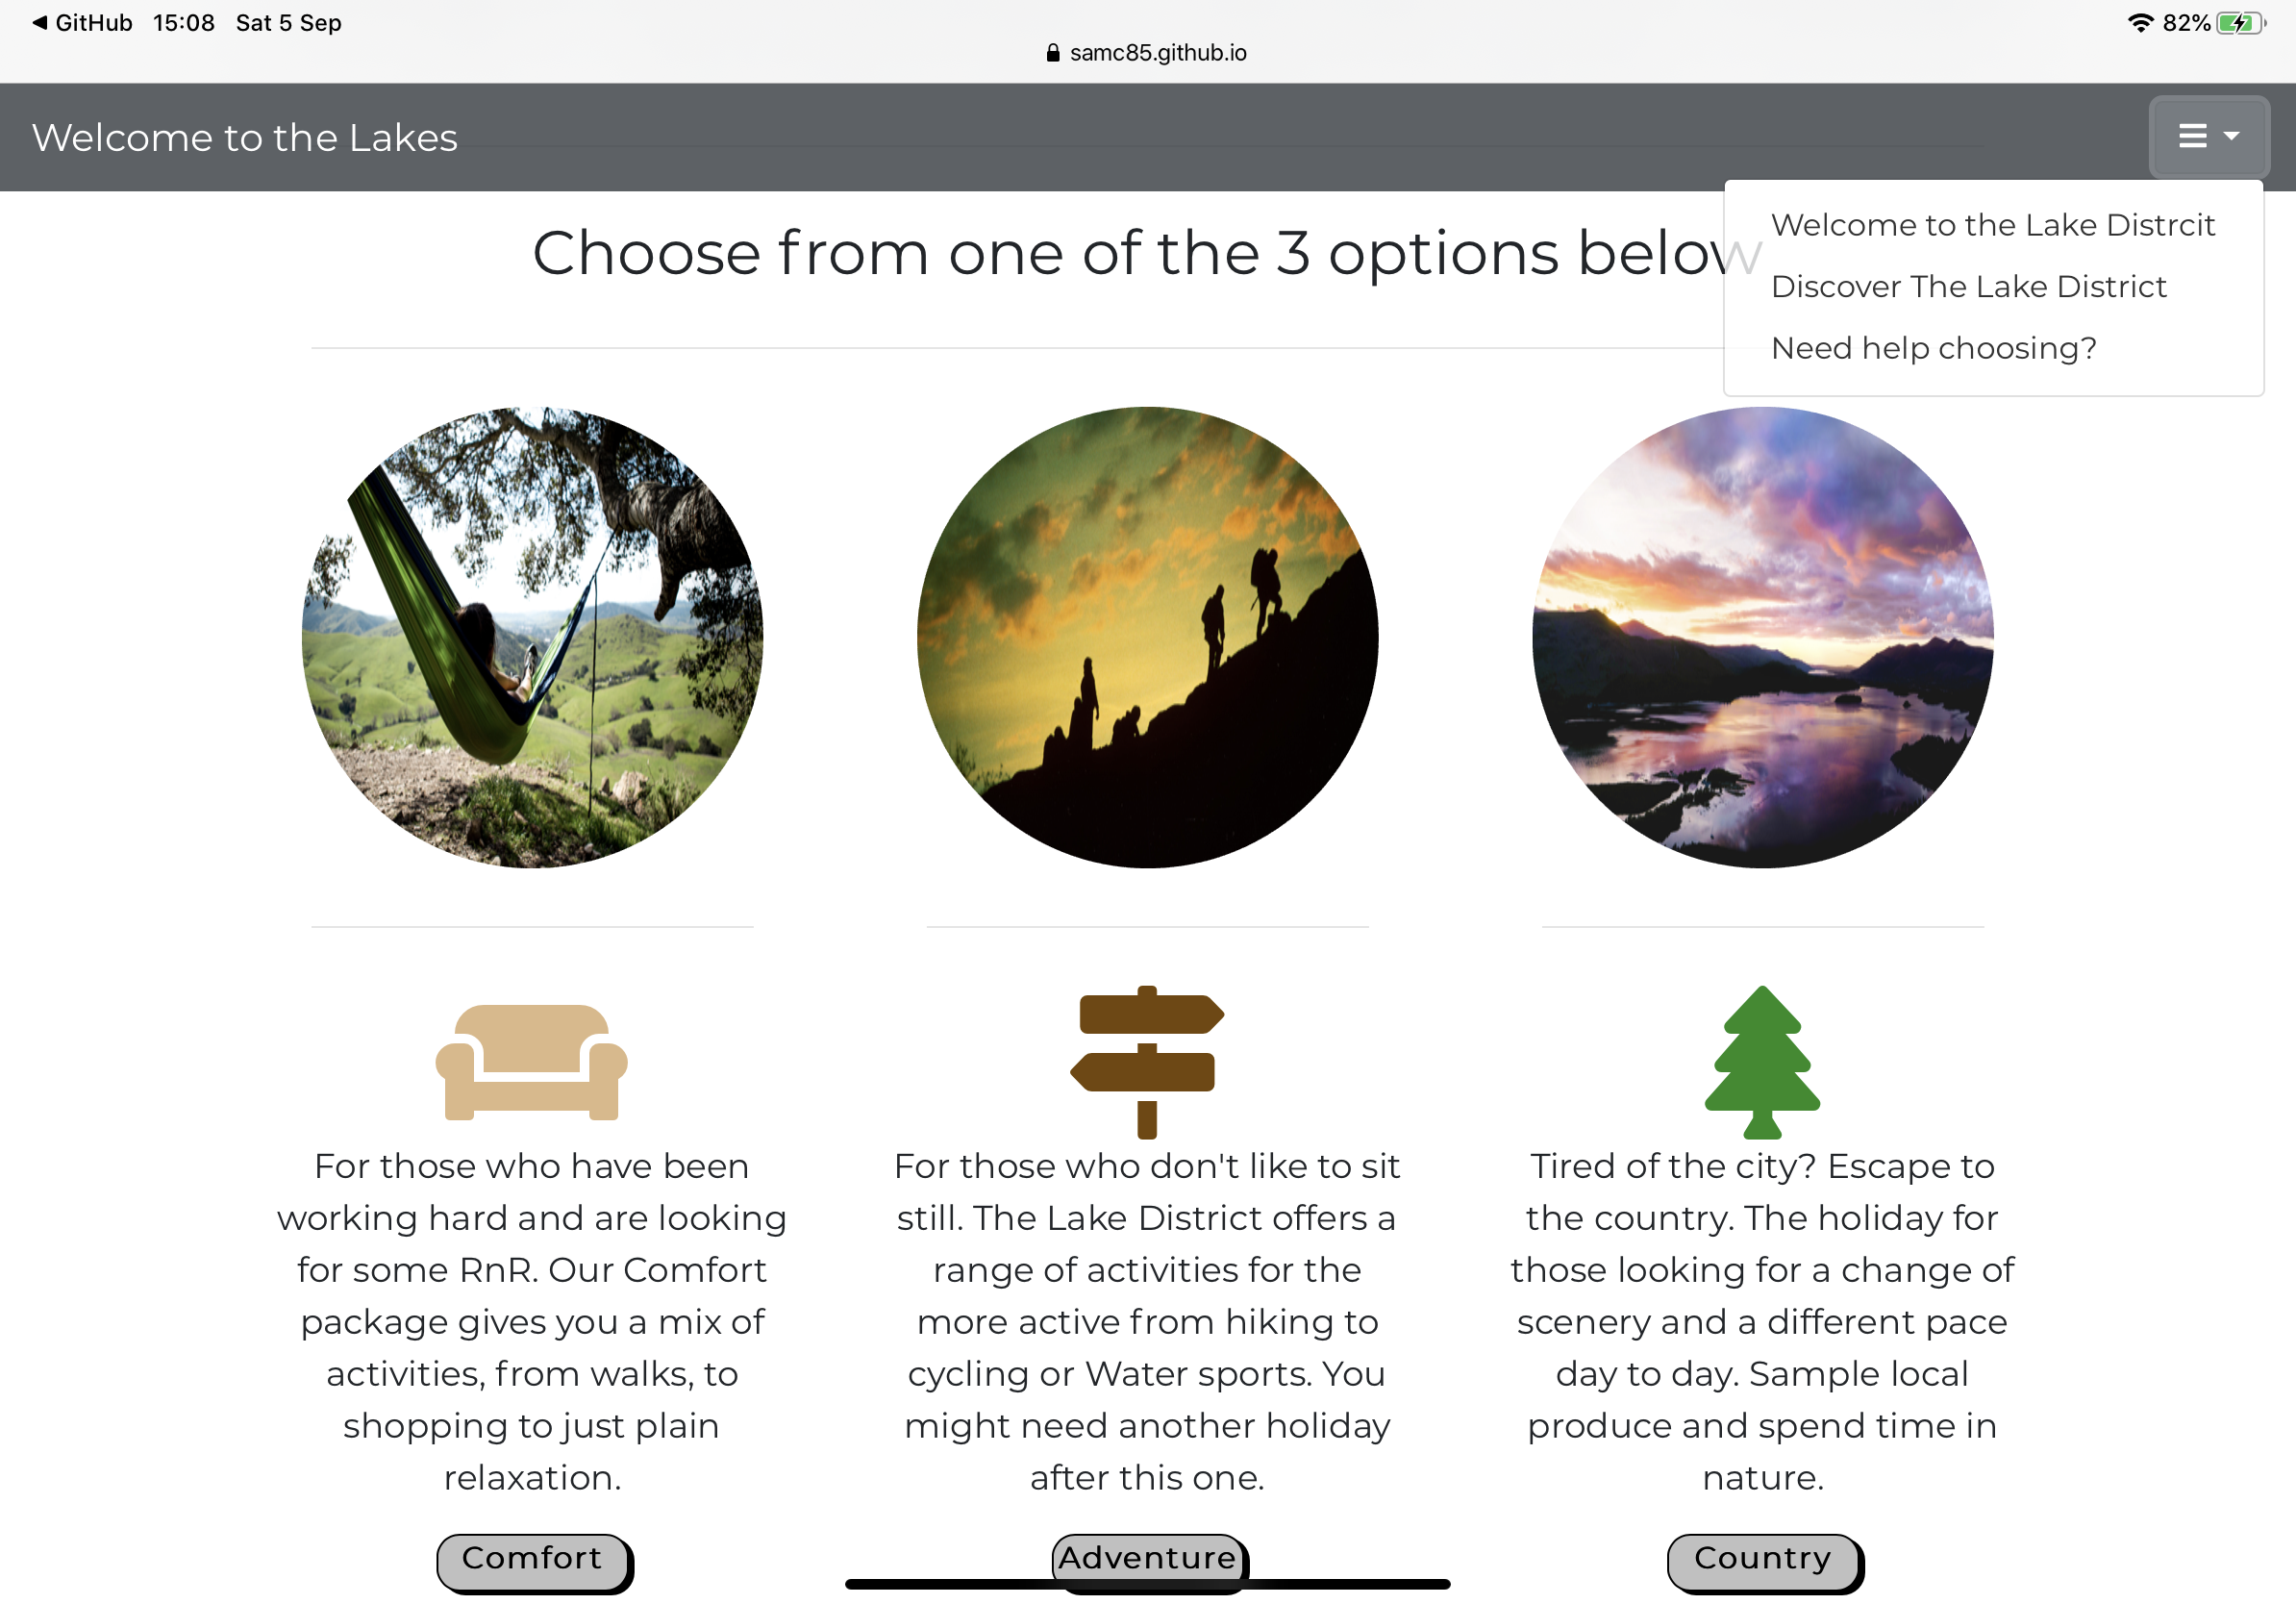 GitHub 15:08 Sat 5 Sep
82%
samc85.github.io
Welcome to the Lakes
Welcome to the Lake Distrcit
Discover The Lake District
Need help choosing?
Choose from one of the 3 options below
For those who have been
working hard and are looking
for some RnR. Our Comfort
package gives you a mix of
activities, from walks, to
shopping to just plain
relaxation.
Comfort
For those who don't like to sit
still. The Lake District offers a
range of activities for the
more active from hiking to
cycling or Water sports. You
might need another holiday
after this one.
Adventure
Tired of the city? Escape to
the country. The holiday for
those looking for a change of
scenery and a different pace
day to day. Sample local
produce and spend time in
nature.
Country